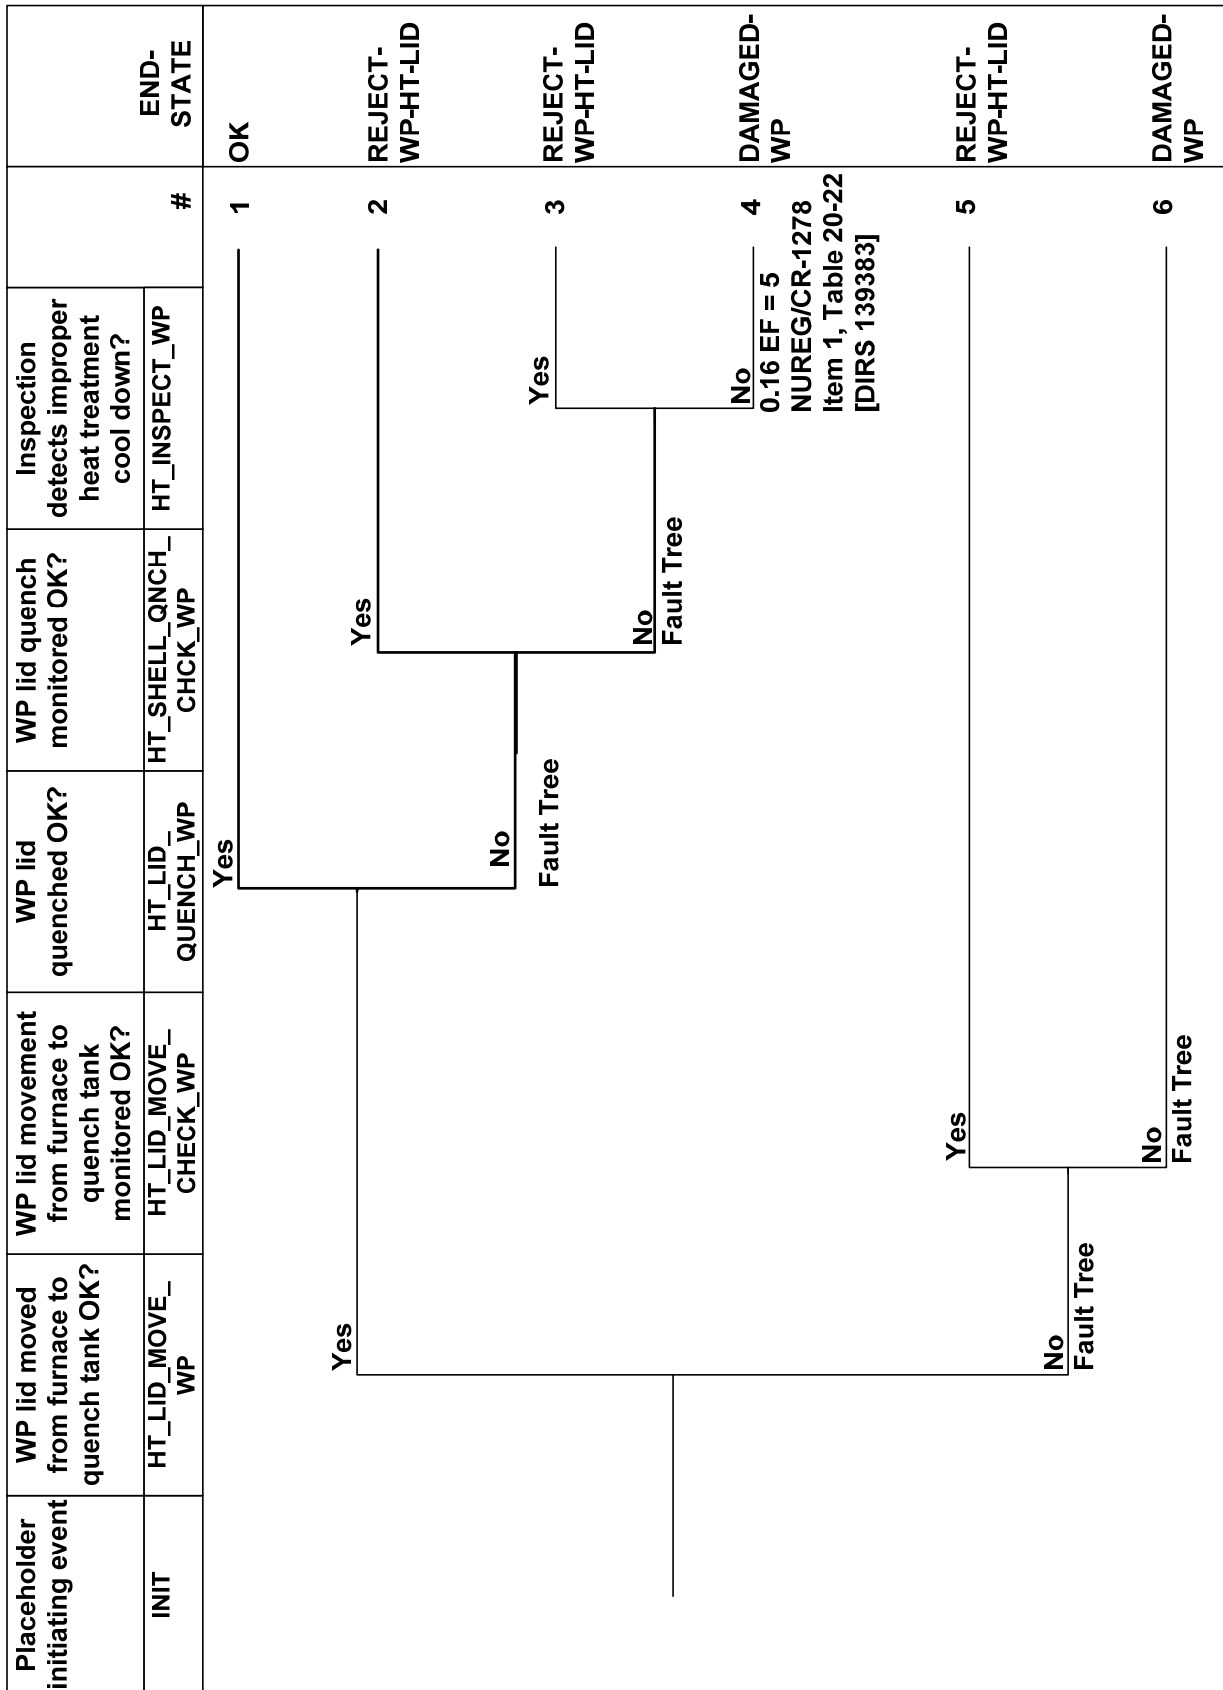 Placeholder
initiating event
WP lid moved
from furnace to
quench tank OK?
WP lid movement
from furnace to
quench tank
monitored OK?
WP lid
quenched OK?
WP lid quench
monitored OK?
Inspection
detects improper
heat treatment
cool down?
INIT
HT_LID_MOVE_
WP
HT_LID_MOVE_
CHECK_WP
HT_LID_
QUENCH_WP
HT_SHELL_QNCH_
CHCK_WP
HT_INSPECT_WP
#
END-
STATE
Yes
1
OK
Yes
2
REJECT-
WP-HT-LID
Yes
No
Fault Tree
Yes
3
REJECT-
WP-HT-LID
No
Fault Tree
No
0.16 EF = 5
NUREG/CR-1278
Item 1, Table 20-22
[DIRS 139383]
4
DAMAGED-
WP
Yes
5
REJECT-
WP-HT-LID
No
Fault Tree
No
Fault Tree
6
DAMAGED-
WP